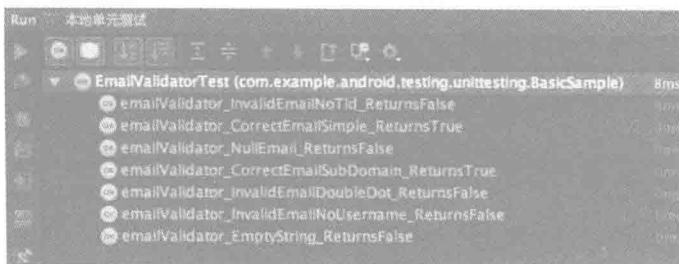 Run 本地单元测试
EmailValidatorTest (com.example.android.testing.unittesting.BasicSample) 8ms
emailValidator_InvalidEmailNoTld_ReturnsFalse
emailValidator_CorrectEmailSimple_ReturnsTrue
emailValidator_NullEmail_ReturnsFalse
emailValidator_CorrectEmailSubDomain_ReturnsTrue
emailValidator_InvalidEmailDoubleDot_ReturnsFalse
emailValidator_InvalidEmailNoUsername_ReturnsFalse
emailValidator_EmptyString_ReturnsFalse